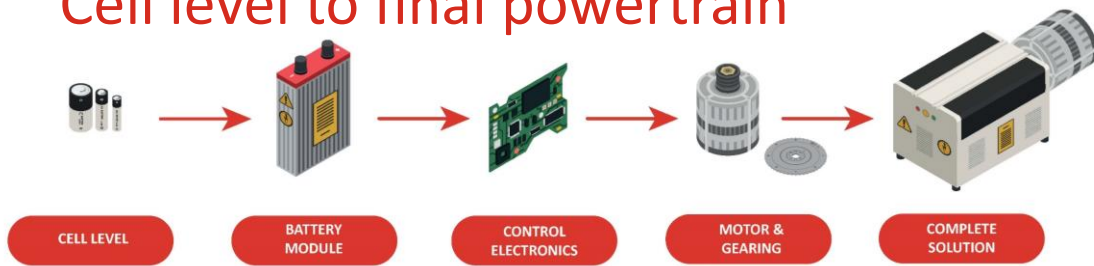 Cell level to final powertrain
CELL LEVEL
BATTERY
MODULE
CONTROL
ELECTRONICS
MOTOR &
GEARING
COMPLETE
SOLUTION